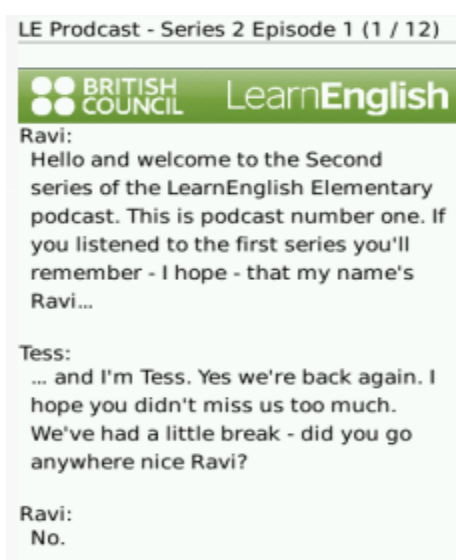 LE Prodcast - Series 2 Episode 1 (1 / 12)
BRITISH COUNCIL LearnEnglish
Ravi:
Hello and welcome to the Second
series of the LearnEnglish Elementary
podcast. This is podcast number one. If
you listened to the first series you'll
remember - I hope - that my name's
Ravi...
Tess:
... and I'm Tess. Yes we're back again. I
hope you didn't miss us too much.
We've had a little break - did you go
anywhere nice Ravi?
Ravi:
No.